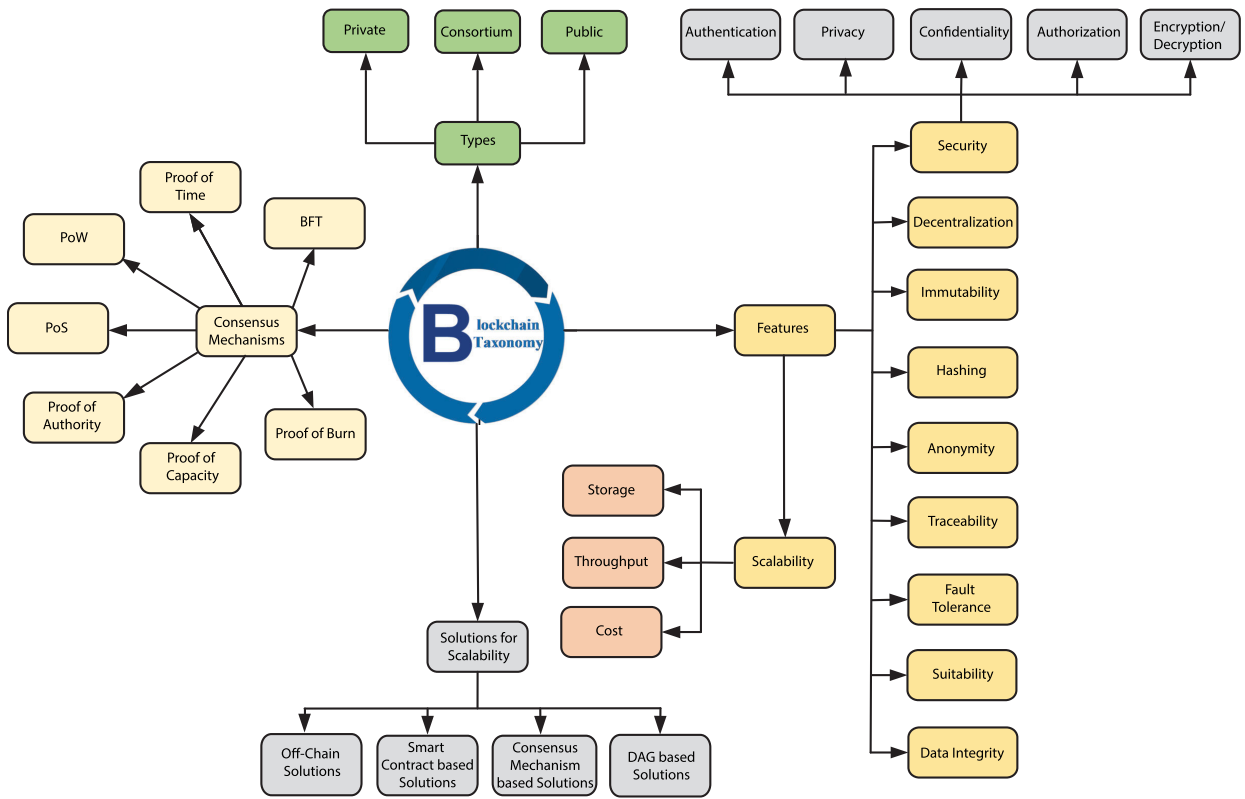 Private
Consortium
Public
Types
Authentication
Privacy
Confidentiality
Authorization
Encryption/
Decryption
Security
Decentralization
Immutability
Hashing
Anonymity
Traceability
Fault
Tolerance
Suitability
Data Integrity
Features
Scalability
Storage
Throughput
Cost
Blockchain
Taxonomy
Proof of
Time
BFT
PoW
PoS
Consensus
Mechanisms
Proof of
Authority
Proof of
Capacity
Proof of Burn
Solutions for
Scalability
Off-Chain
Solutions
Smart
Contract based
Solutions
Consensus
Mechanism
based Solutions
DAG based
Solutions